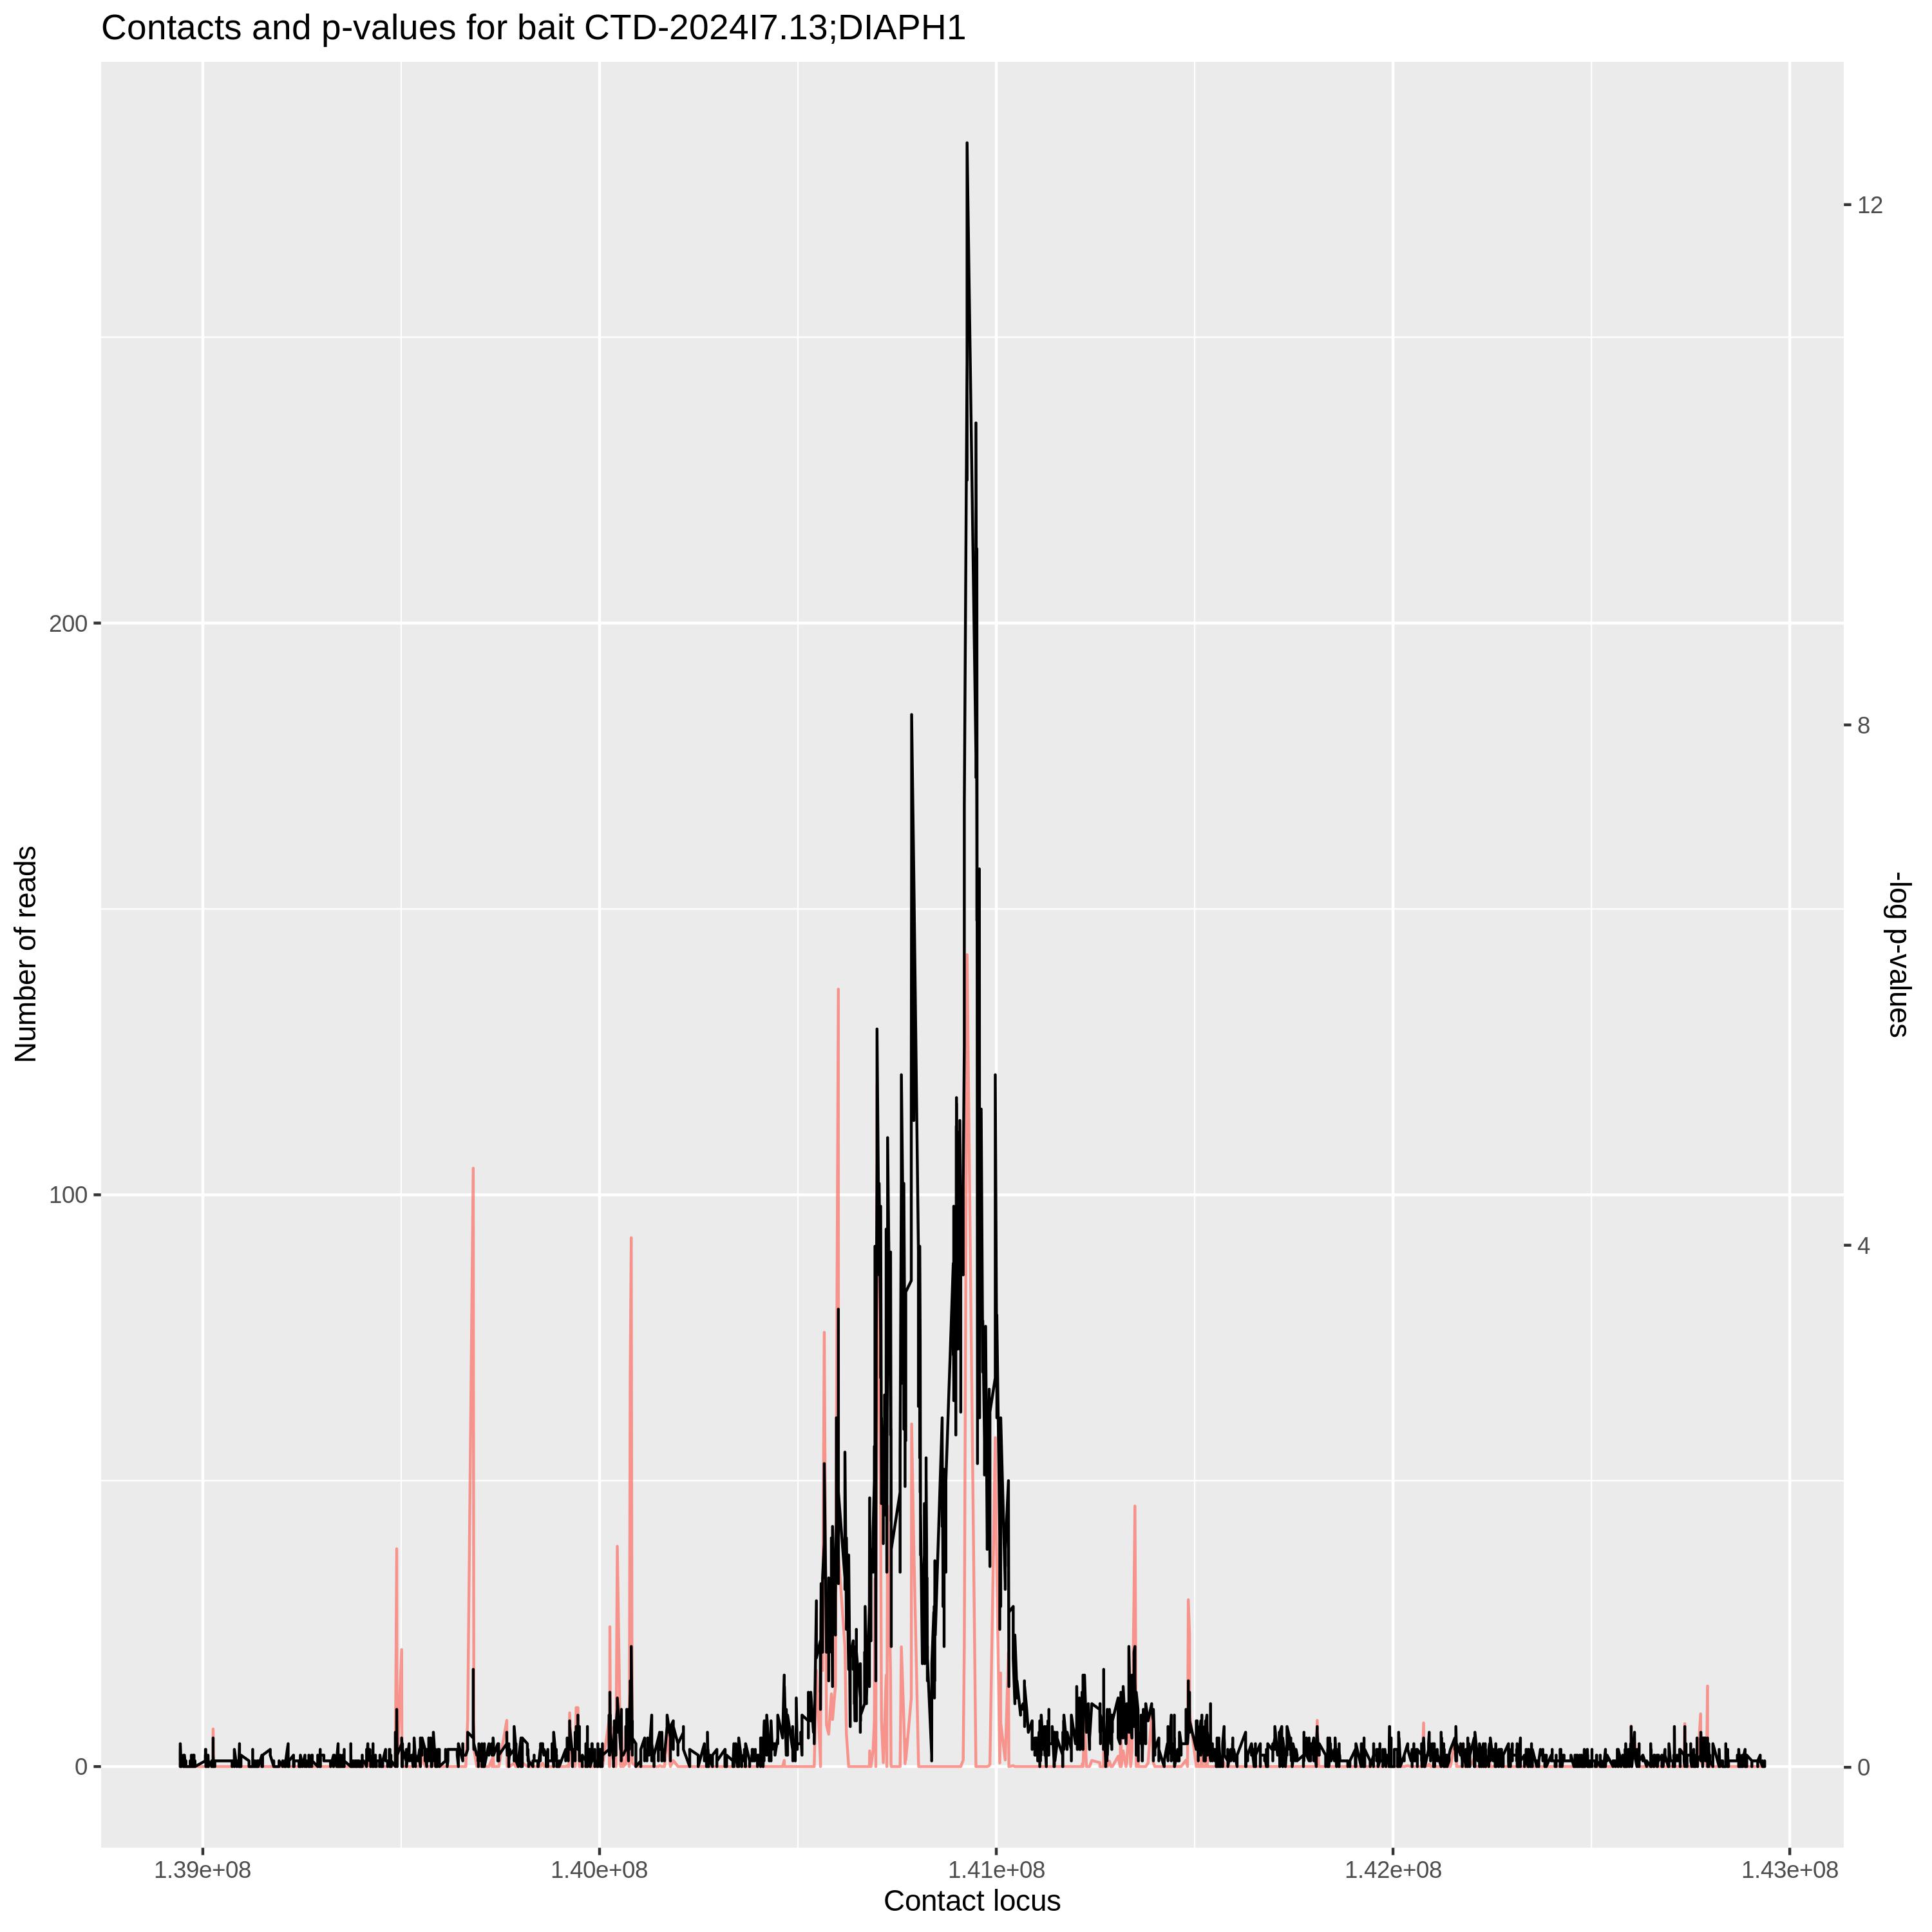 Contacts and p-values for bait CTD-2024I7.13;DIAPH1
Number of reads
200
100
0
12
8
4
0
-log p-values
1.39e+08
1.40e+08
1.41e+08
1.42e+08
1.43e+08
Contact locus